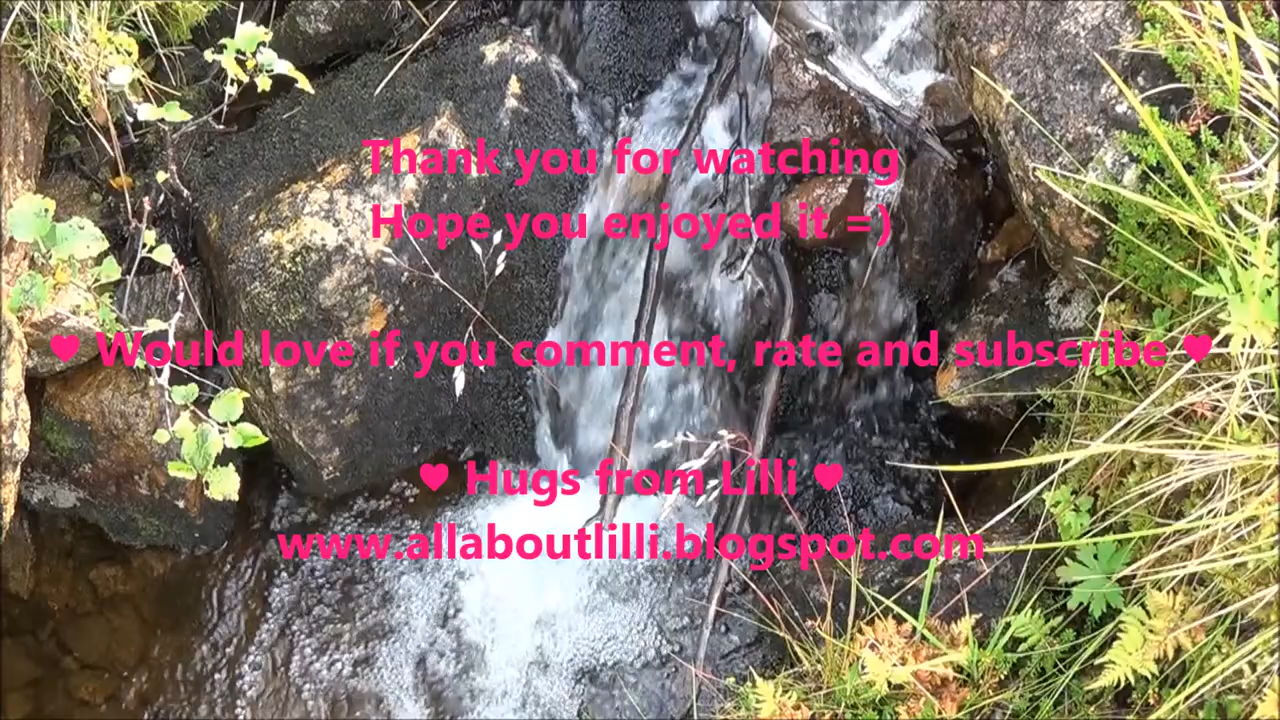 Thank you for watching
Hope you enjoyed it =)
♥ Would love if you comment, rate and subscribe ♥
♥ Hugs from Lilli ♥
www.allaboutlilli.blogspot.com